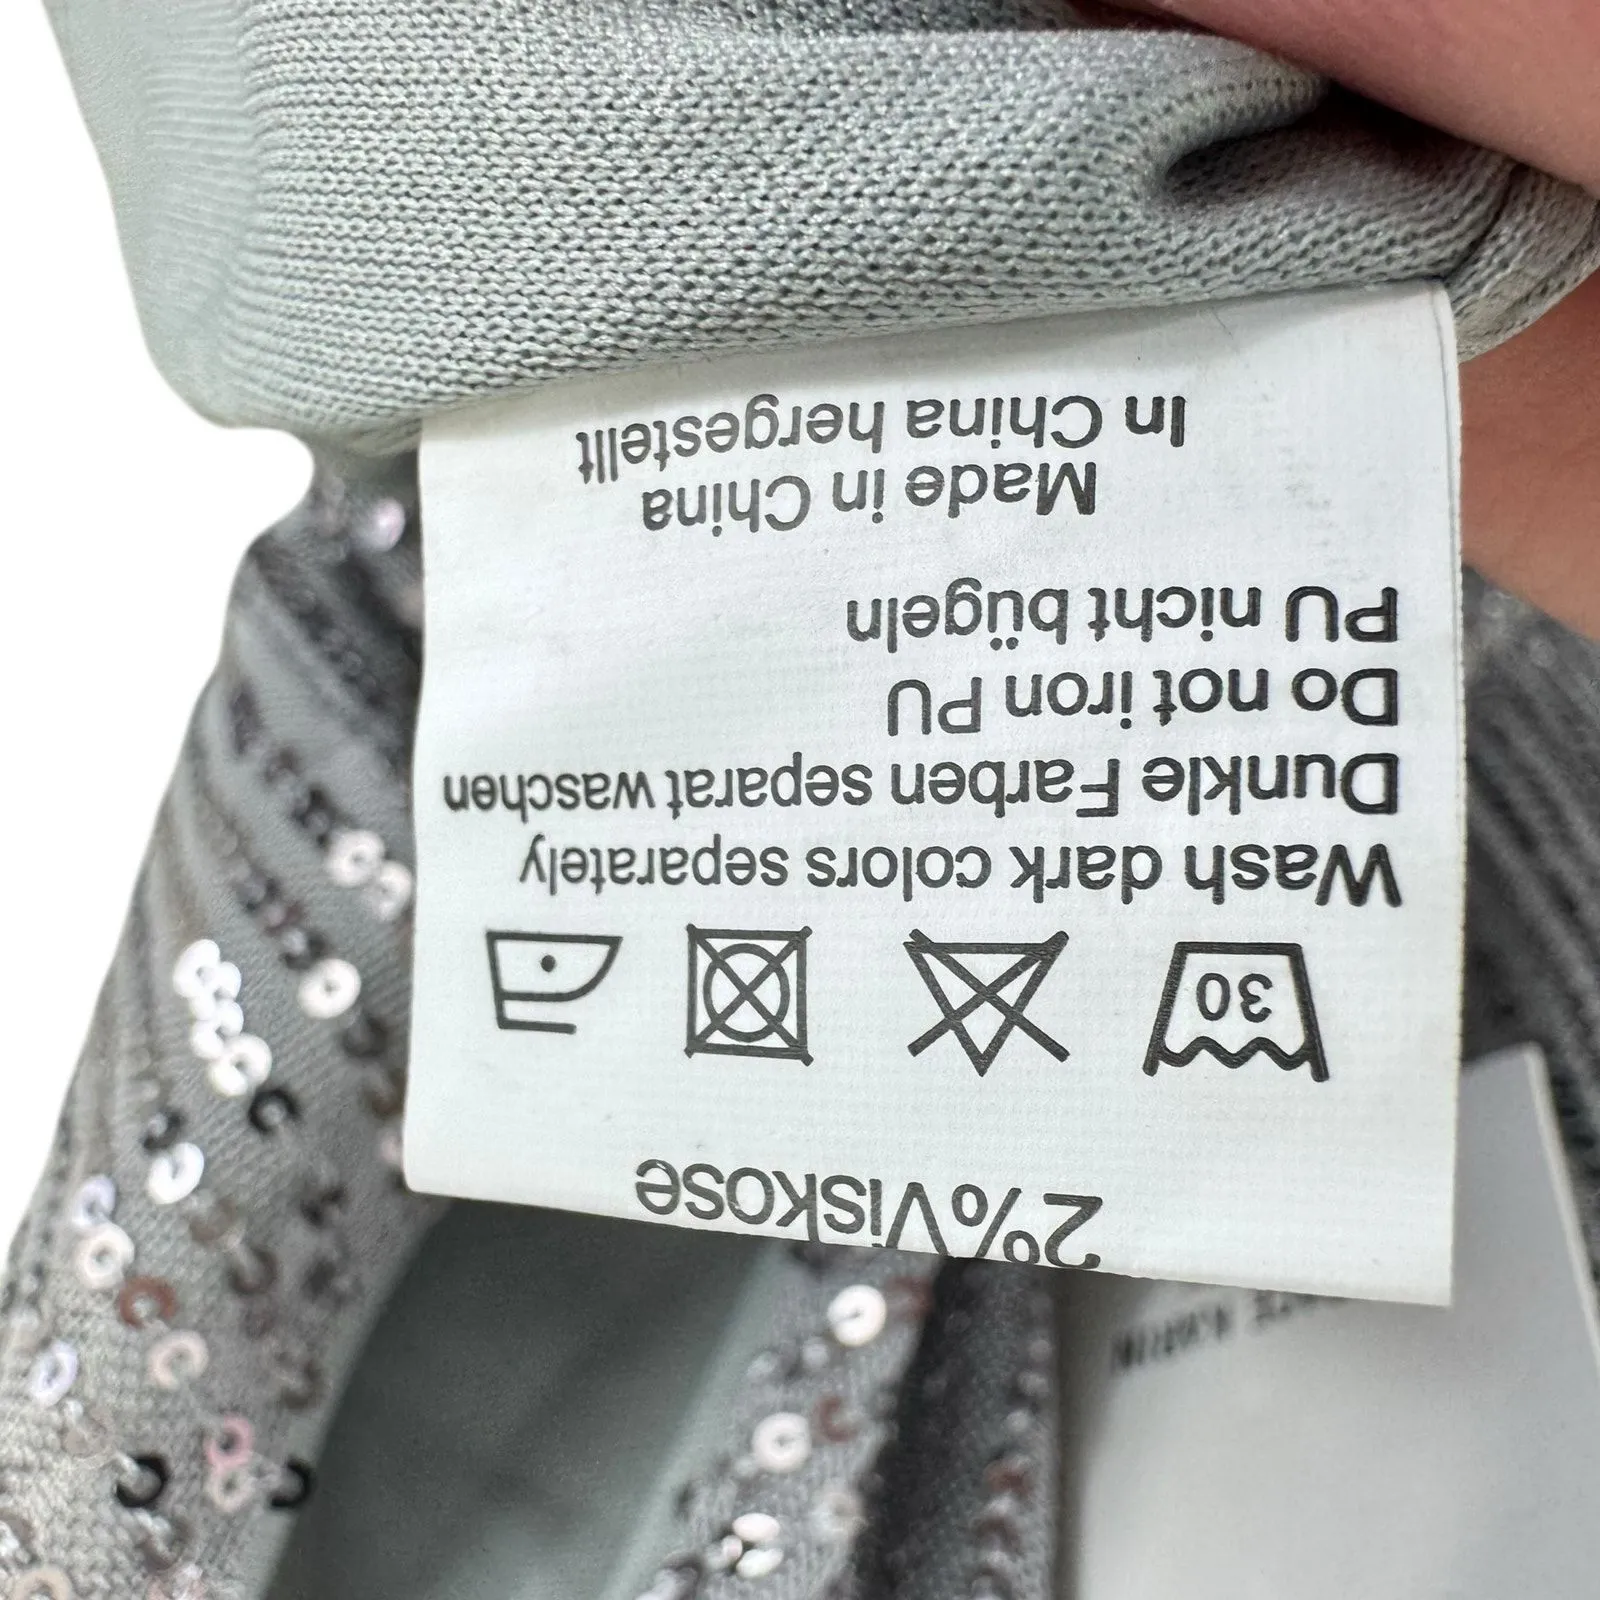 2%Viskose
30
Wash dark colors separately
Dunkle Farben separat waschen
Do not iron PU
PU nicht bügeln
Made in China
In China hergestellt